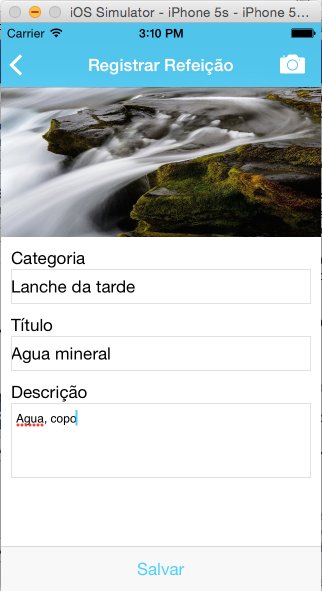 iOS Simulator - iPhone 5s - iPhone 5...
Carrier 3:10 PM
Registrar Refeição
Categoria
Lanche da tarde
Título
Agua mineral
Descrição
Agua, copo
Salvar